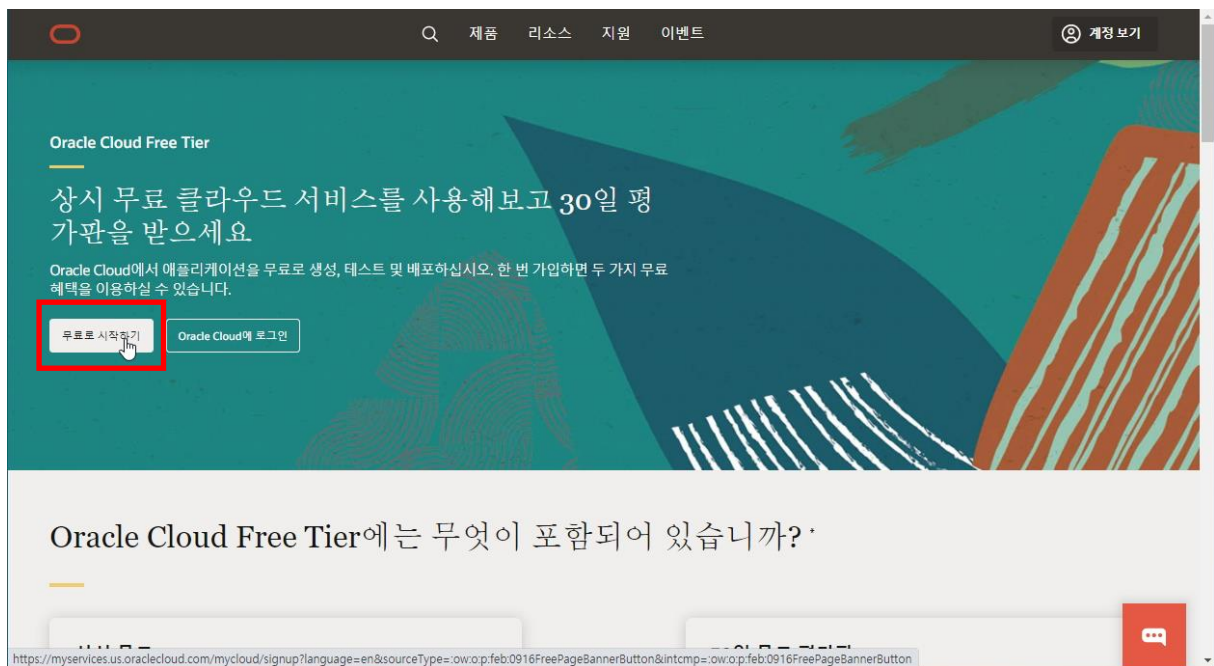 제품 리소스 지원 이벤트 계정 보기
Oracle Cloud Free Tier
상시 무료 클라우드 서비스를 사용해보고 30일 평
가판을 받으세요
Oracle Cloud에서 애플리케이션을 무료로 생성, 테스트 및 배포하십시오. 한 번 가입하면 두 가지 무료
혜택을 이용하실 수 있습니다.
무료로 시작하기 Oracle Cloud에 로그인
Oracle Cloud Free Tier에는 무엇이 포함되어 있습니까? *
https://myservices.us.oraclecloud.com/mycloud/signup?language=en&sourceType=:ow:o:p:feb:0916FreePageBannerButton&intcmp=:ow:o:p:feb:0916FreePageBannerButton